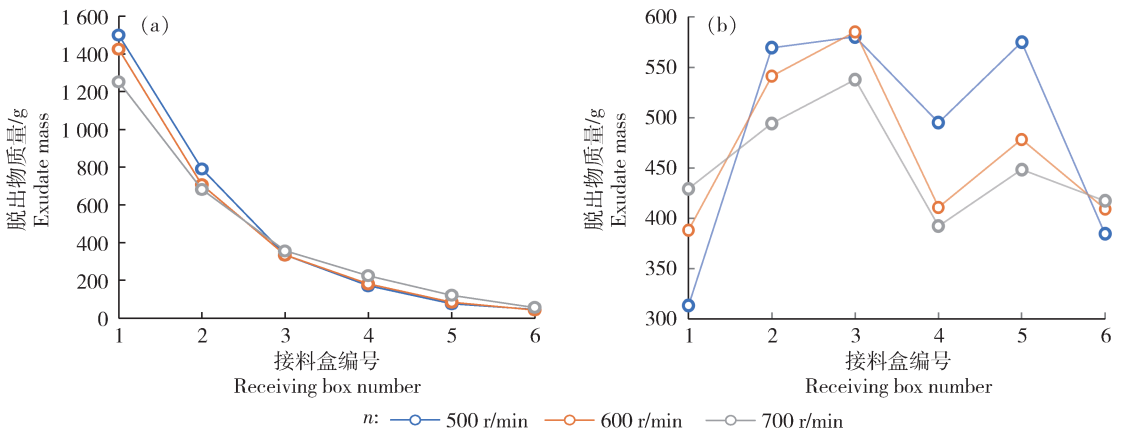 (a)
1 600
1 400
1 200
1 000
800
600
400
200
0
脱出物质量/g
Exudate mass
1 2 3 4 5 6
接料盒编号
Receiving box number
(b)
600
550
500
450
400
350
300
脱出物质量/g
Exudate mass
1 2 3 4 5 6
接料盒编号
Receiving box number
n: 500 r/min 600 r/min 700 r/min